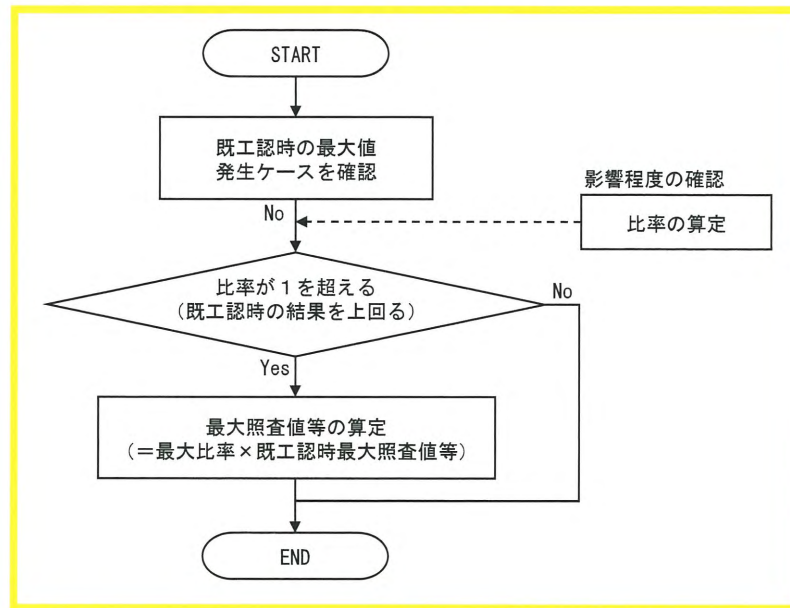 START
既工認時の最大値
発生ケースを確認
No
影響程度の確認
比率の算定
比率が1を超える
(既工認時の結果を上回る)
No
Yes
最大照査値等の算定
(=最大比率×既工認時最大照査値等)
END